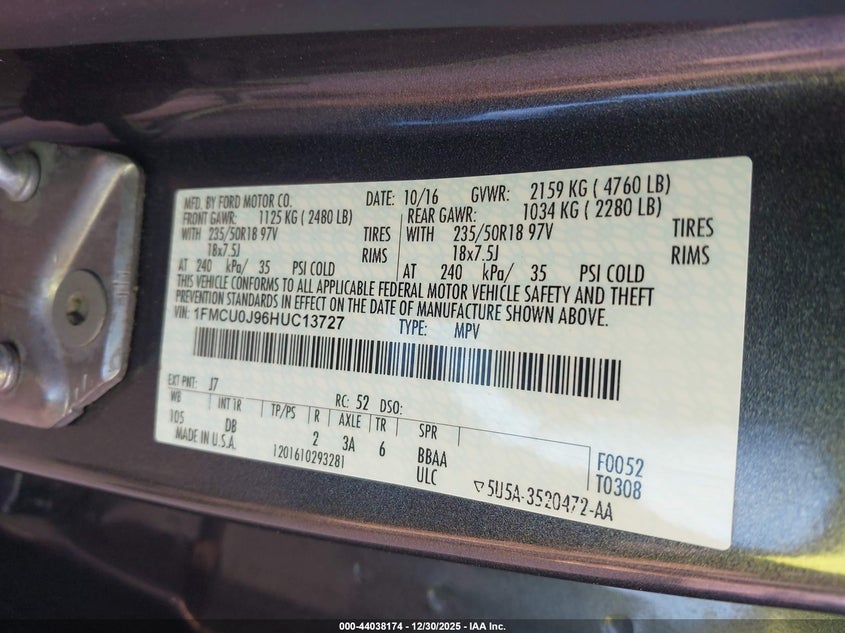 MFD. BY FORD MOTOR CO. DATE: 10/16 GVWR: 2159 KG ( 4760 LB)
FRONT GAWR: 1125 KG ( 2480 LB) REAR GAWR: 1034 KG ( 2280 LB)
WITH 235/50R18 97V TIRES WITH 235/50R18 97V TIRES
18x7.5J RIMS 18x7.5J RIMS
AT 240 kPa/ 35 PSI COLD AT 240 kPa/ 35 PSI COLD
THIS VEHICLE CONFORMS TO ALL APPLICABLE FEDERAL MOTOR VEHICLE SAFETY AND THEFT
PREVENTION STANDARDS IN EFFECT ON THE DATE OF MANUFACTURE SHOWN ABOVE.
VIN: 1FMCU0J96HUC13727 TYPE: MPV
EXT PNT: J7 RC: 52 DSO:
WB INT TR TP/PS R AXLE TR SPR
105 DB 2 3A 6 BBAA F0052
MADE IN U.S.A. 1201610293281 ULC T0308
▽5U5A-3520472-AA
000-44038174 - 12/30/2025 - IAA Inc.